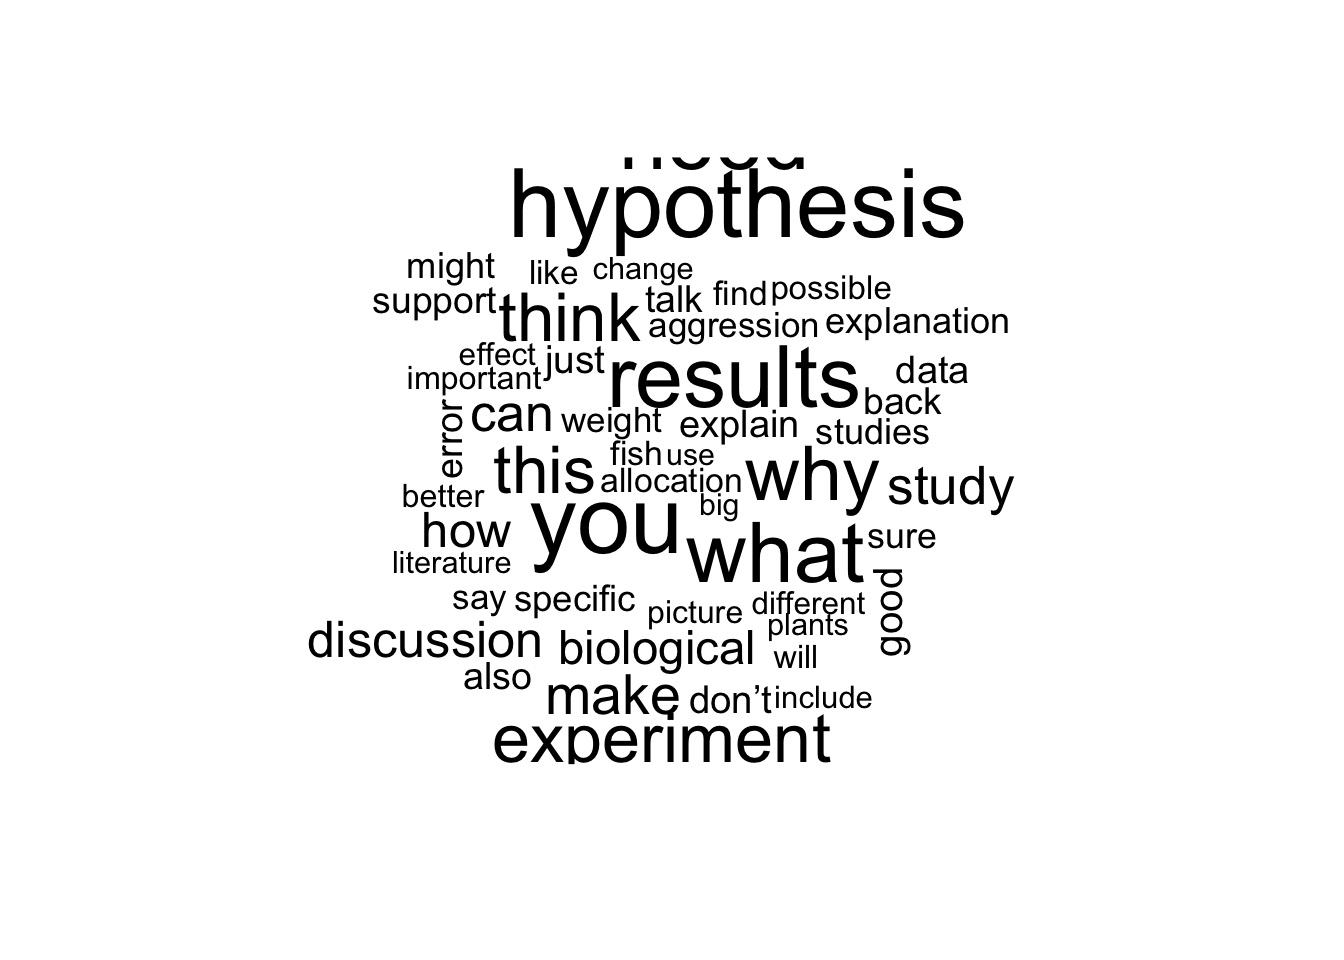 need
hypothesis
might like change
support think talk find possible
aggression explanation
effect just results data
important back
error can weight explain studies
this fish use why study
better allocation big
how you what sure
literature
say specific picture different good
discussion biological plants
also will
make don’t include
experiment